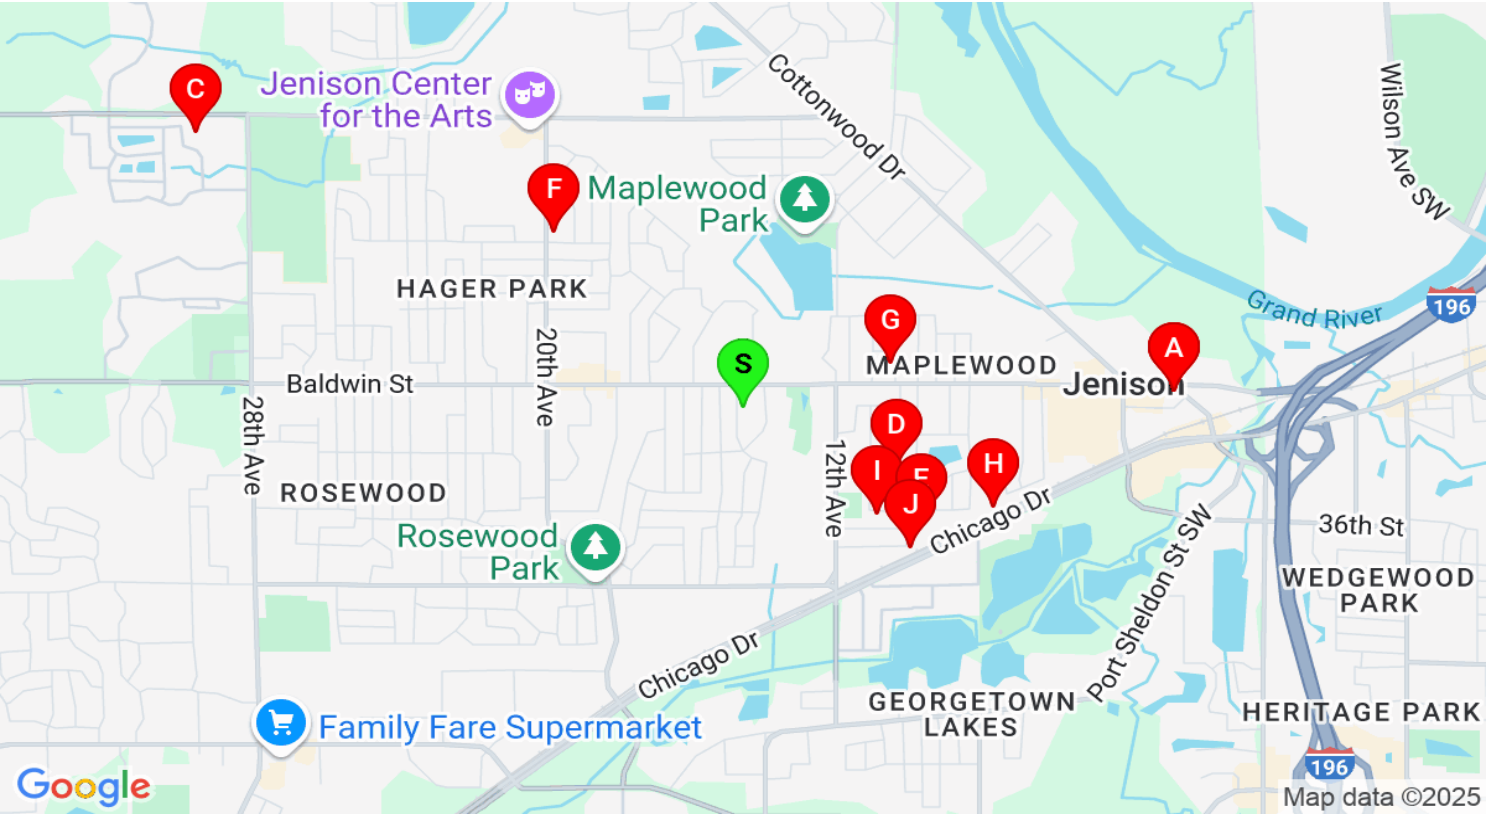 Jenison Center
for the Arts
C
Cottonwood Dr
Wilson Ave SW
F
Maplewood
Park
HAGER PARK
Grand River
196
G
20th Ave
A
S
MAPLEWOOD
Baldwin St
Jenison
28th Ave
D
12th Ave
H
I
E
J
ROSEWOOD
Chicago Dr
36th St
Rosewood
Park
Port Sheldon St SW
WEDGEWOOD
PARK
Chicago Dr
GEORGETOWN
LAKES
HERITAGE PARK
Family Fare Supermarket
196
Google
Map data ©2025